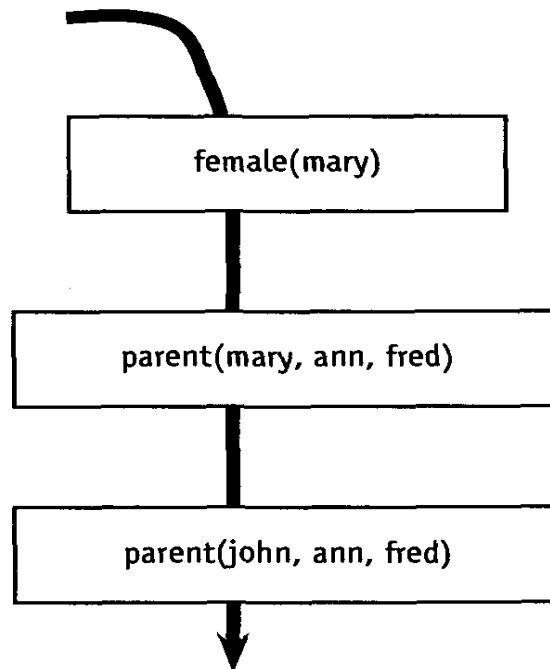 female(mary)
parent(mary, ann, fred)
parent(john, ann, fred)